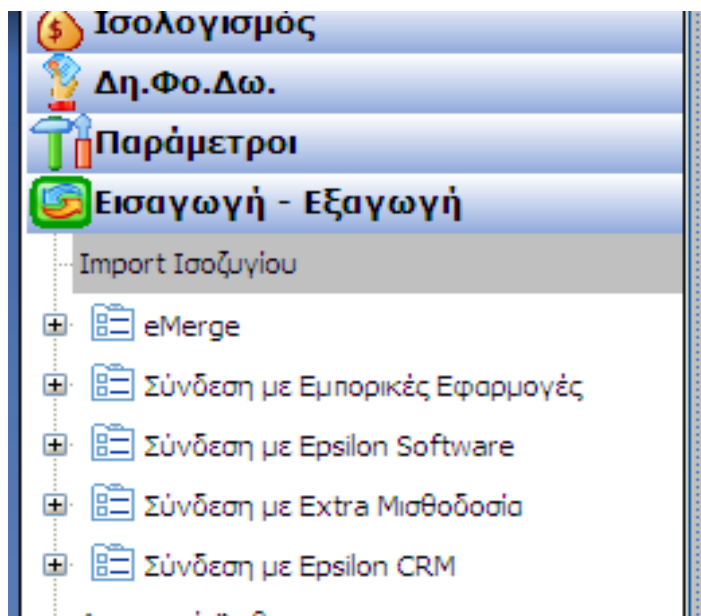 Ισολογισμός
Δη.Φο.Δω.
Παράμετροι
Εισαγωγή - Εξαγωγή
Import Ισοζυγίου
eMerge
Σύνδεση με Εμπορικές Εφαρμογές
Σύνδεση με Epsilon Software
Σύνδεση με Extra Μισθοδοσία
Σύνδεση με Epsilon CRM